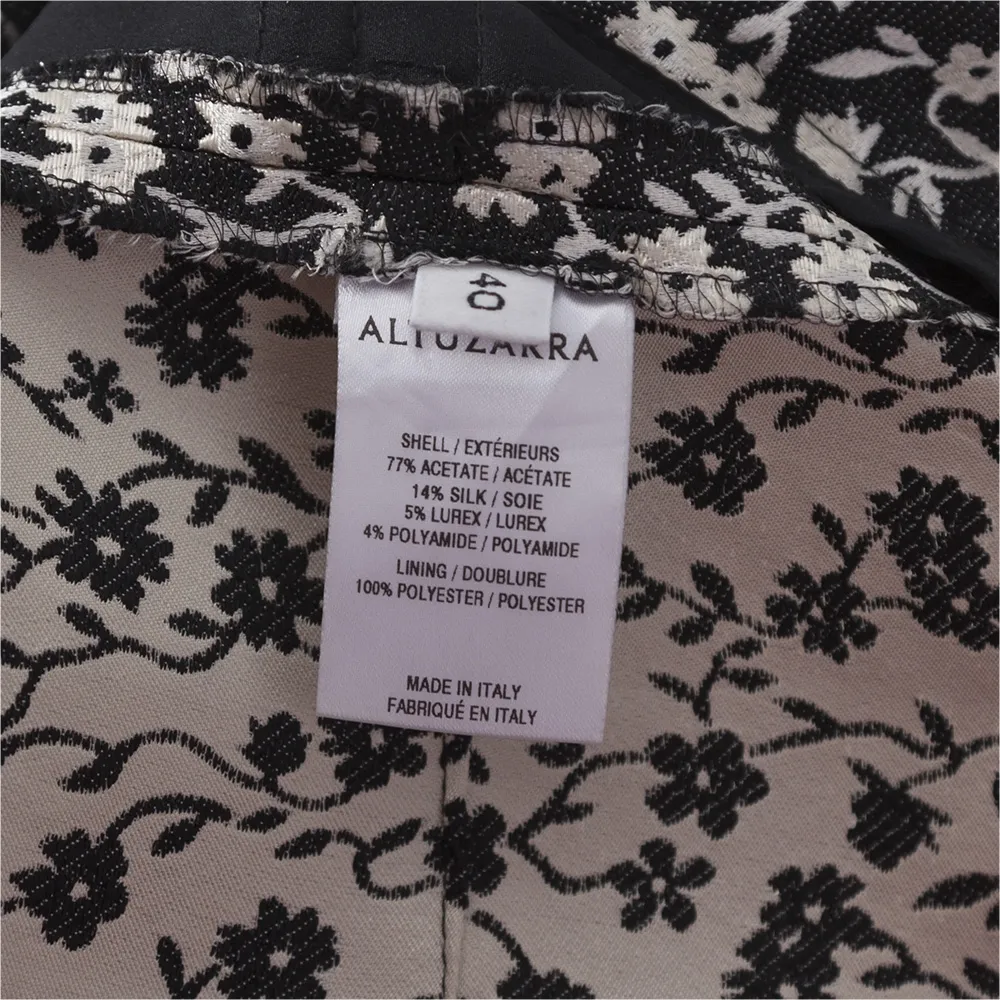 40
ALTUZARRA
SHELL / EXTÉRIEURS
77% ACETATE / ACÉTATE
14% SILK / SOIE
5% LUREX / LUREX
4% POLYAMIDE / POLYAMIDE
LINING / DOUBLURE
100% POLYESTER / POLYESTER
MADE IN ITALY
FABRIQUÉ EN ITALY